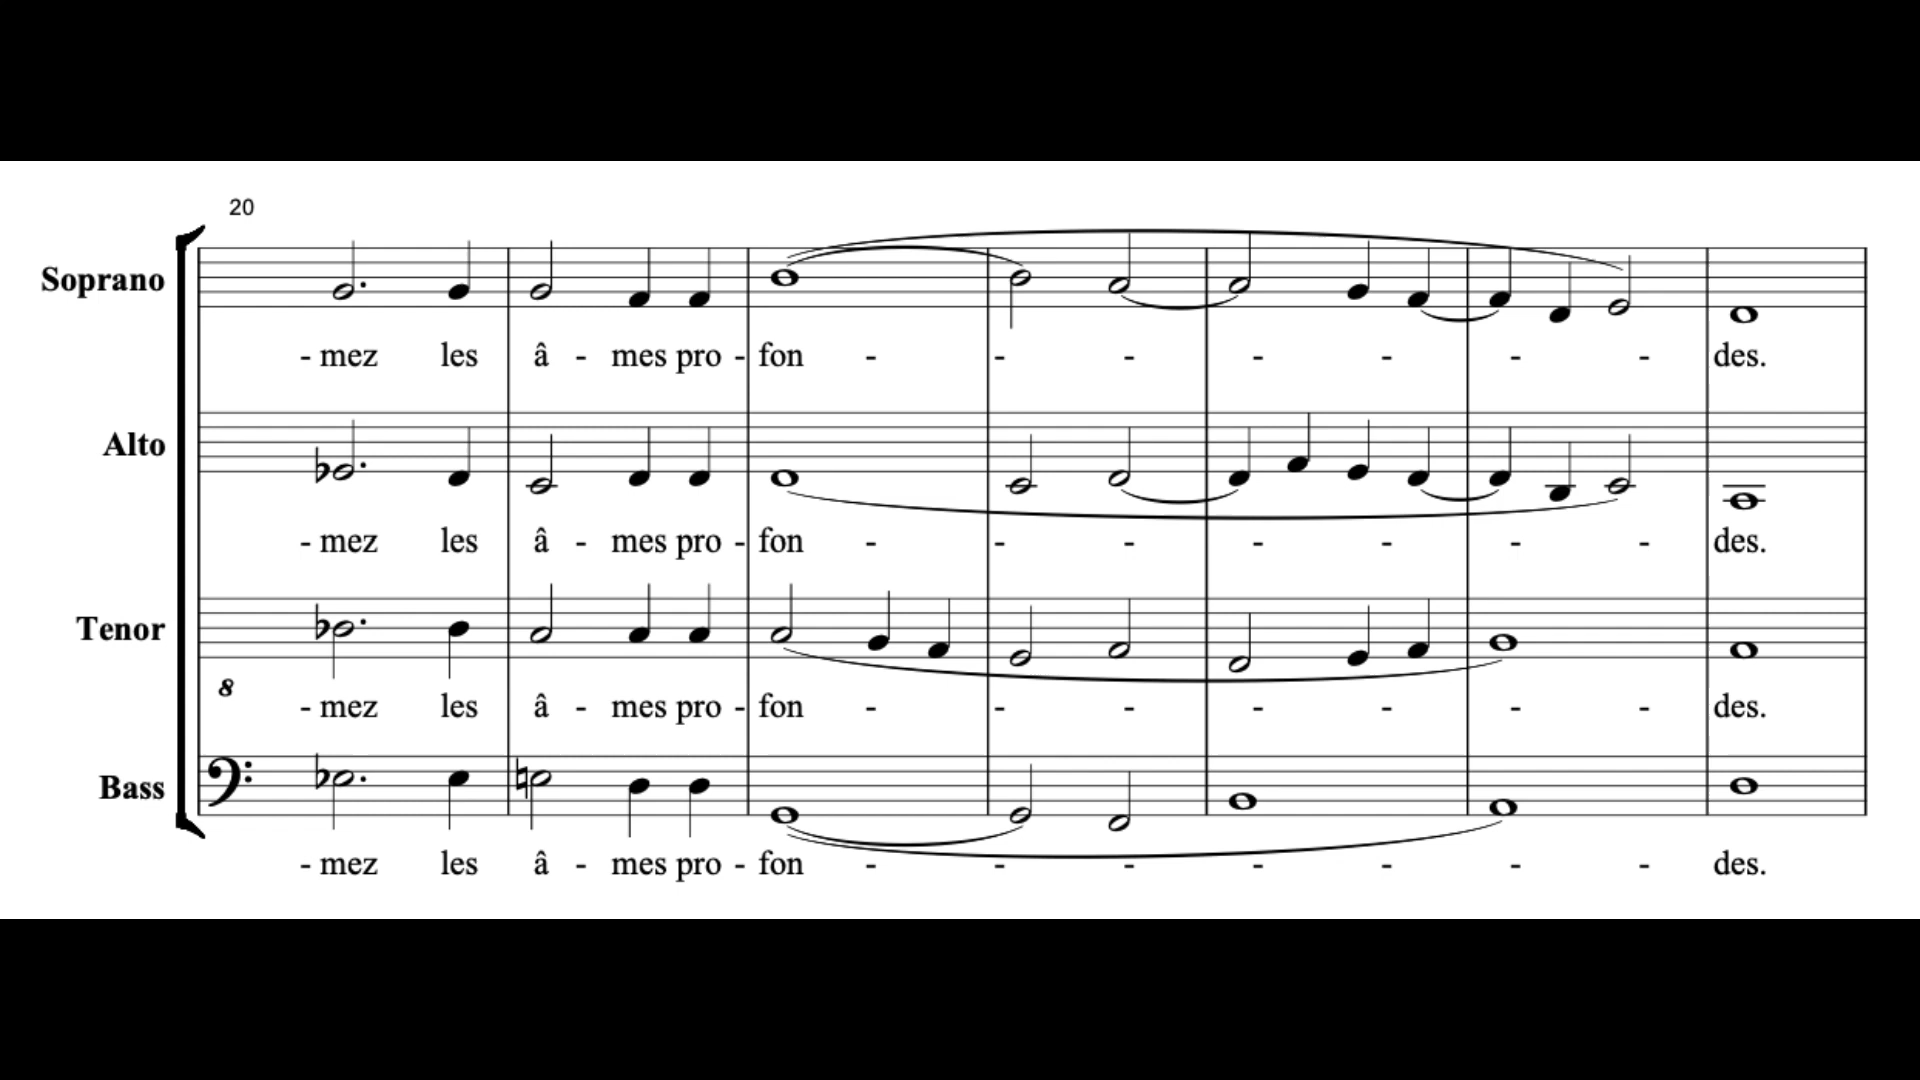 20
Soprano
- mez les â - mes pro - fon - - - - - - - des.
Alto
- mez les â - mes pro - fon - - - - - - - des.
Tenor
8
- mez les â - mes pro - fon - - - - - - - des.
Bass
- mez les â - mes pro - fon - - - - - - - des.